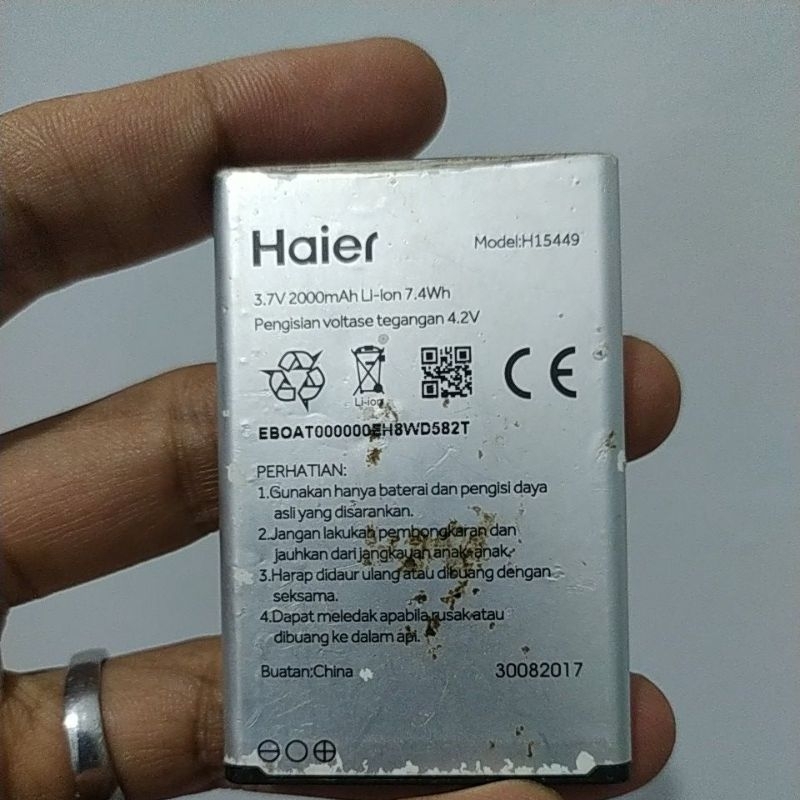 Haier
Model:H15449
3.7V 2000mAh Li-Ion 7.4Wh
Pengisian voltase tegangan 4.2V
Li-ion
CE
EBOAT000000EH8WD582T
PERHATIAN:
1.Gunakan hanya baterai dan pengisi daya
asli yang disarankan.
2.Jangan lakukan pembongkaran dan
jauhkan dari jangkauan anak-anak.
3.Harap didaur ulang atau dibuang dengan
seksama.
4.Dapat meledak apabila rusak atau
dibuang ke dalam api.
Buatan:China
30082017